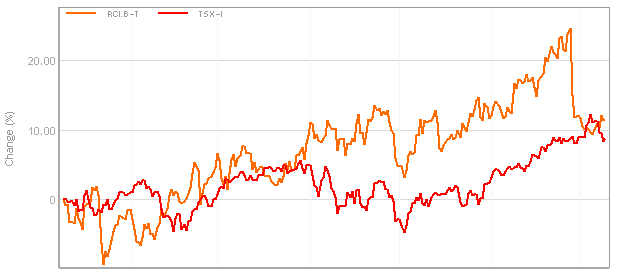 RCI.B-T TSX-I
20.00
10.00
0
Change (%)